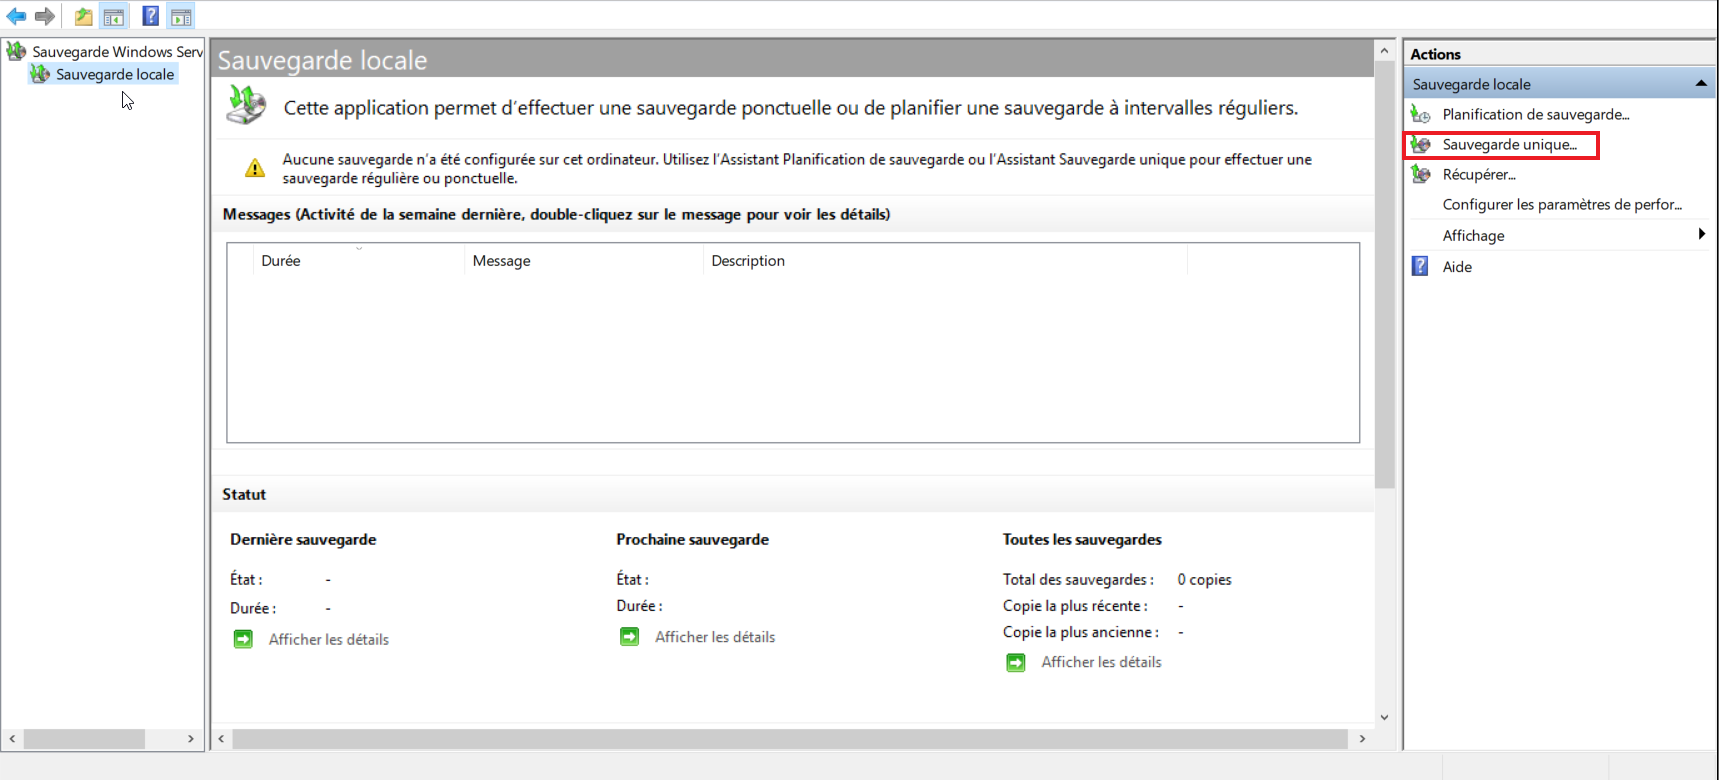 Sauvegarde Windows Serv
Sauvegarde locale
Sauvegarde locale
Cette application permet d'effectuer une sauvegarde ponctuelle ou de planifier une sauvegarde à intervalles réguliers.
Aucune sauvegarde n'a été configurée sur cet ordinateur. Utilisez l'Assistant Planification de sauvegarde ou l'Assistant Sauvegarde unique pour effectuer une
sauvegarde régulière ou ponctuelle.
Messages (Activité de la semaine dernière, double-cliquez sur le message pour voir les détails)
Durée Message Description
Statut
Dernière sauvegarde
État : -
Durée : -
Afficher les détails
Prochaine sauvegarde
État :
Durée :
Afficher les détails
Toutes les sauvegardes
Total des sauvegardes : 0 copies
Copie la plus récente : -
Copie la plus ancienne : -
Afficher les détails
Actions
Sauvegarde locale
Planification de sauvegarde...
Sauvegarde unique...
Récupérer...
Configurer les paramètres de perfor...
Affichage
Aide